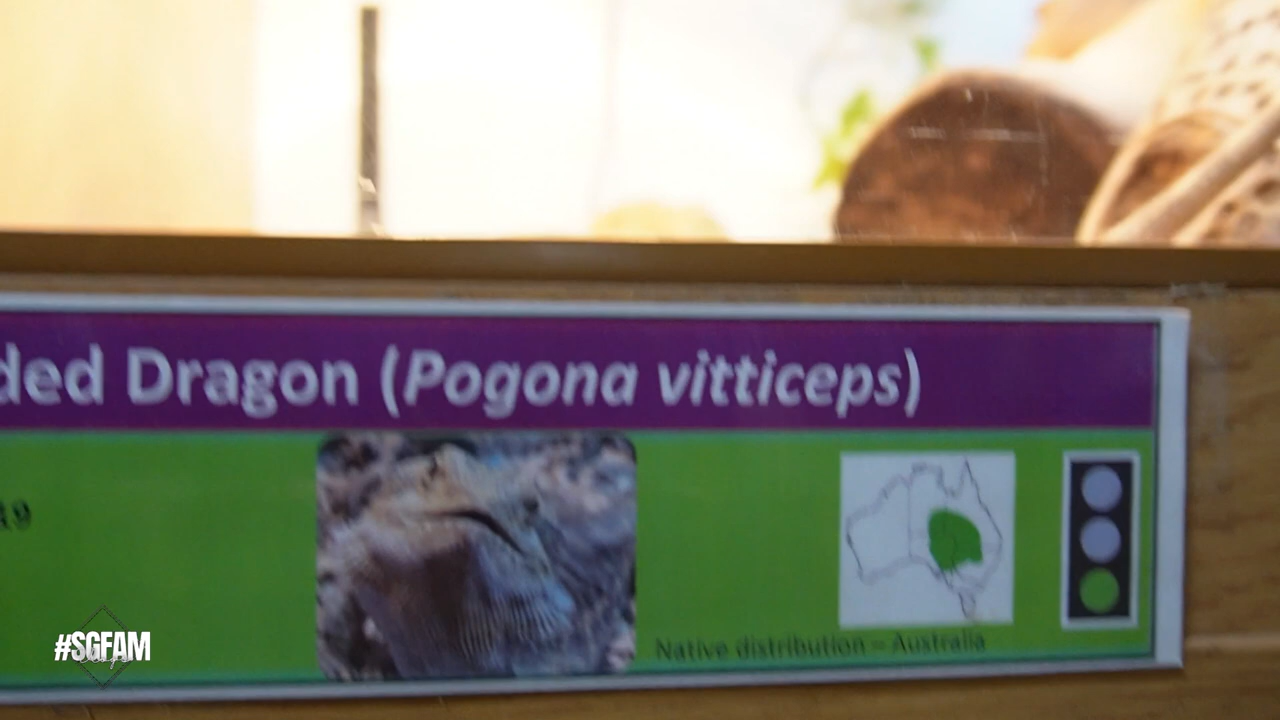 ded Dragon (Pogona vitticeps)
Native distribution = Australia
#SGFAM